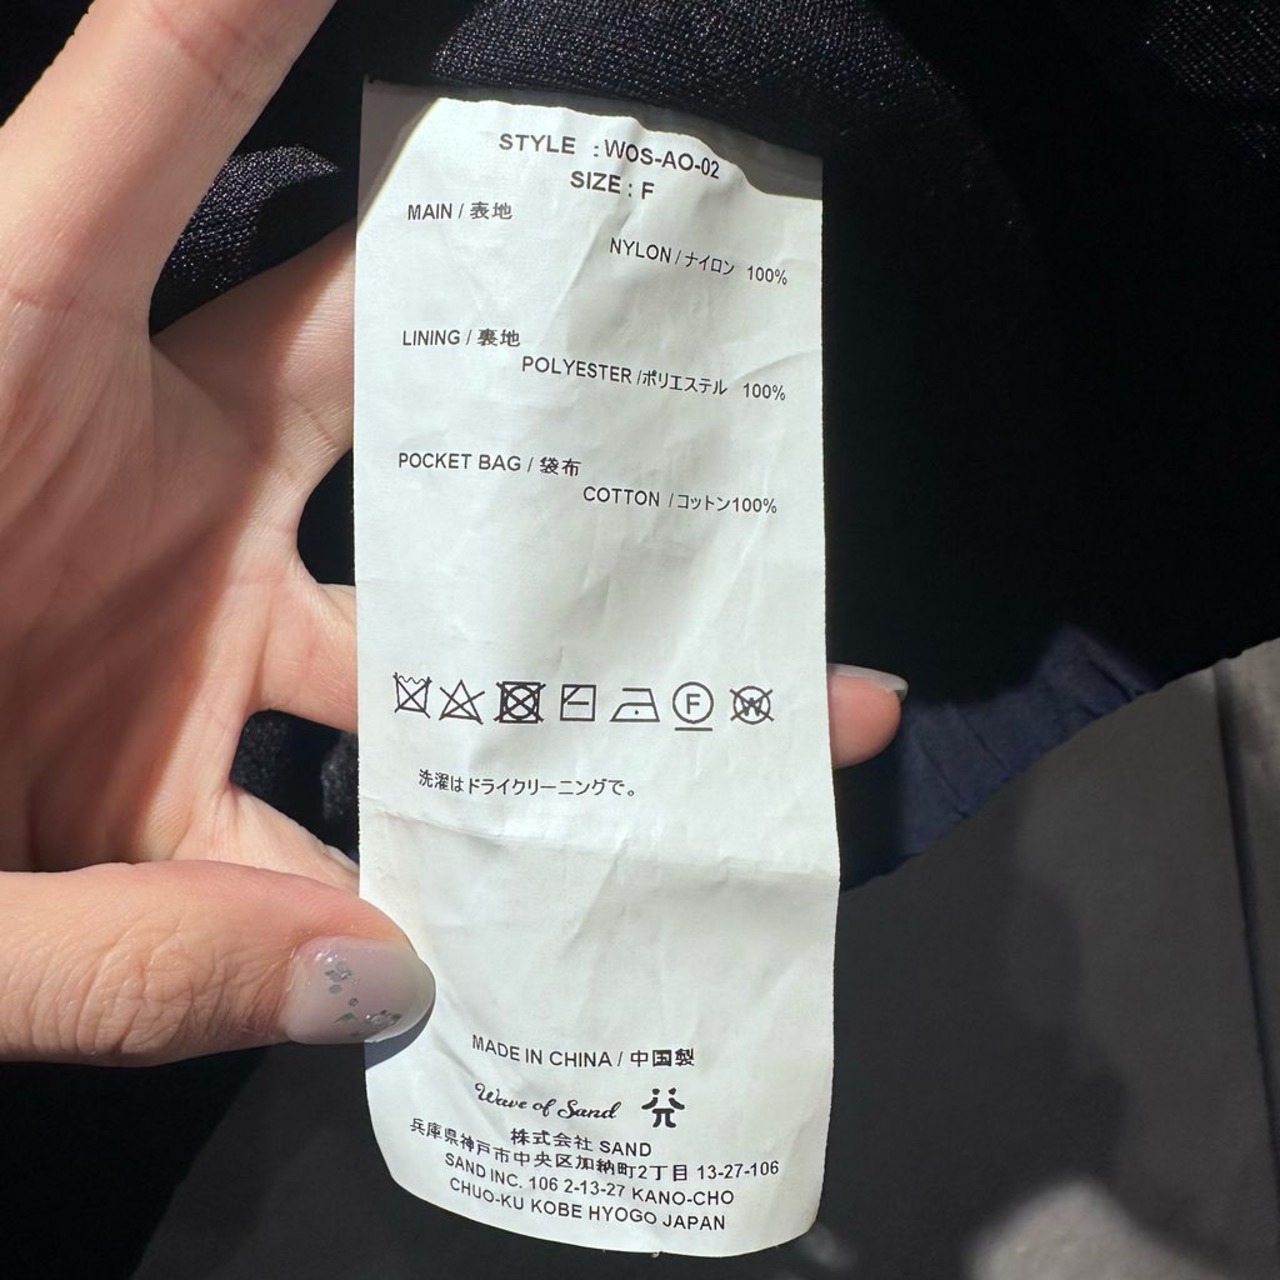 STYLE : WOS-AO-02
SIZE : F
MAIN / 表地
NYLON / ナイロン 100%
LINING / 裏地
POLYESTER /ポリエステル 100%
POCKET BAG / 袋布
COTTON /コットン100%
F W
洗濯はドライクリーニングで。
MADE IN CHINA / 中国製
Wave of Sand
株式会社 SAND
兵庫県神戸市中央区加納町2丁目 13-27-106
SAND INC. 106 2-13-27 KANO-CHO
CHUO-KU KOBE HYOGO JAPAN